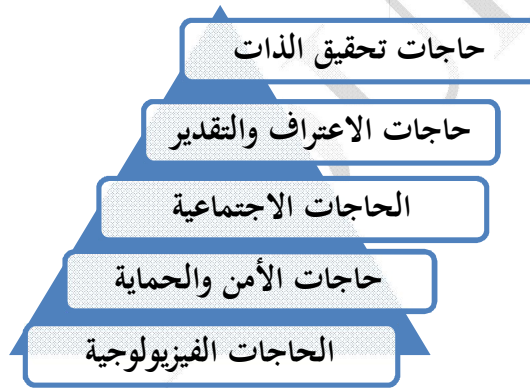 حاجات تحقيق الذات
حاجات الاعتراف والتقدير
الحاجات الاجتماعية
حاجات الأمن والحماية
الحاجات الفيزيولوجية